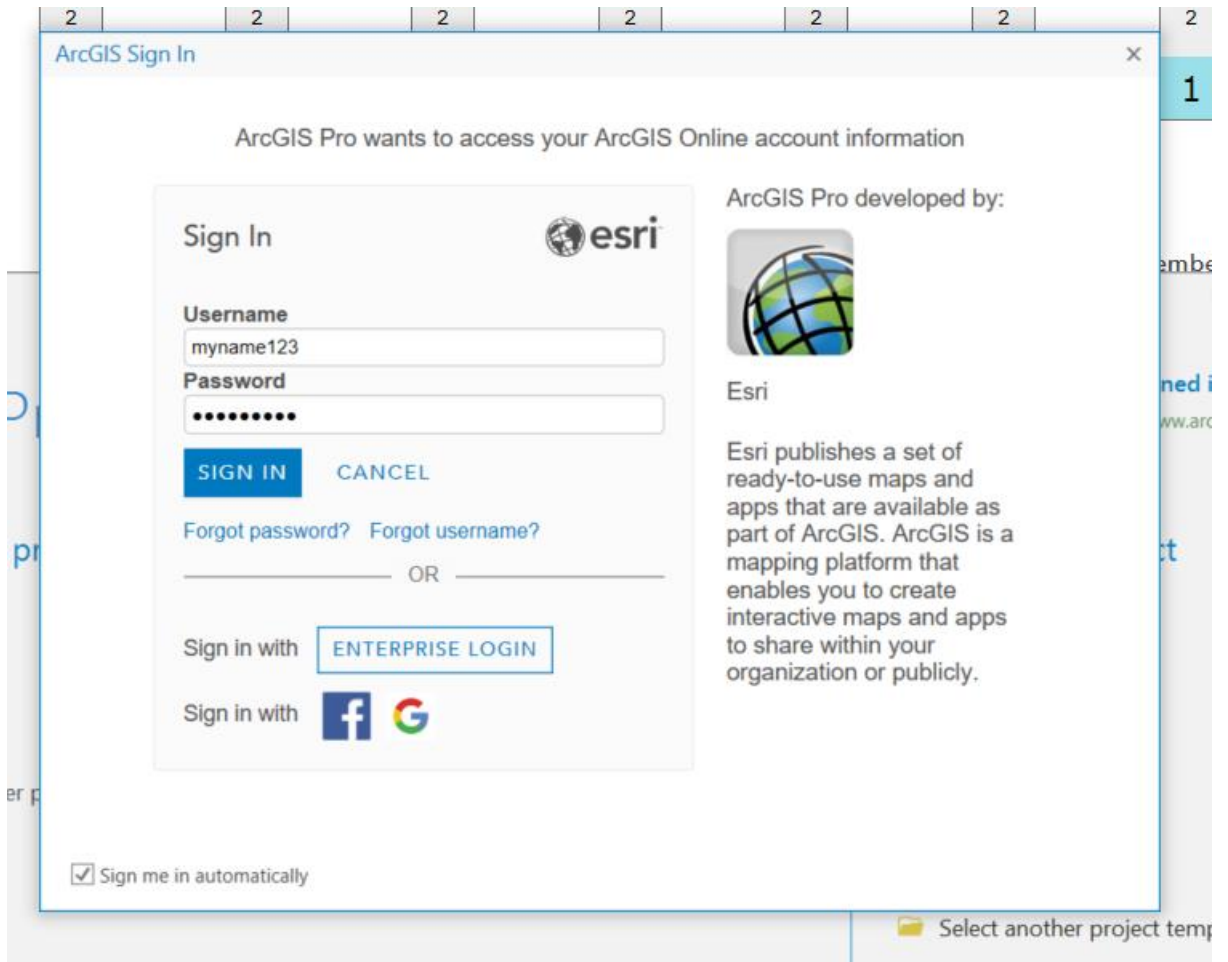 2 2 2 2 2 2 2
ArcGIS Sign In
1
ArcGIS Pro wants to access your ArcGIS Online account information
ArcGIS Pro developed by:
Sign In
esri
Username
myname123
Password
•••••••••
Esri
SIGN IN CANCEL
Forgot password? Forgot username?
OR
Sign in with ENTERPRISE LOGIN
Sign in with
Esri publishes a set of
ready-to-use maps and
apps that are available as
part of ArcGIS. ArcGIS is a
mapping platform that
enables you to create
interactive maps and apps
to share within your
organization or publicly.
Sign me in automatically
Select another project temp